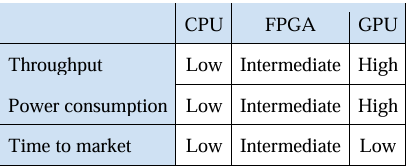 CPU FPGA GPU
Throughput Low Intermediate High
Power consumption Low Intermediate High
Time to market Low Intermediate Low